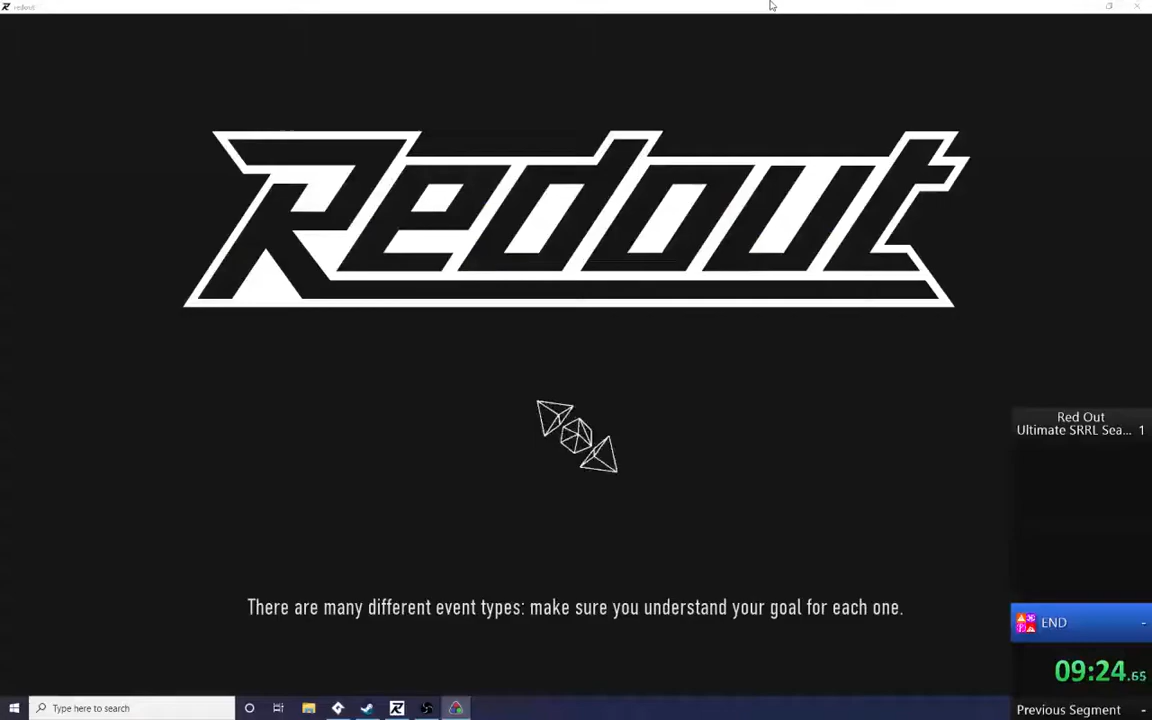 redout
Redout
Red Out
Ultimate SRRL Sea... 1
There are many different event types: make sure you understand your goal for each one.
END -
09:24.65
Type here to search
Previous Segment -